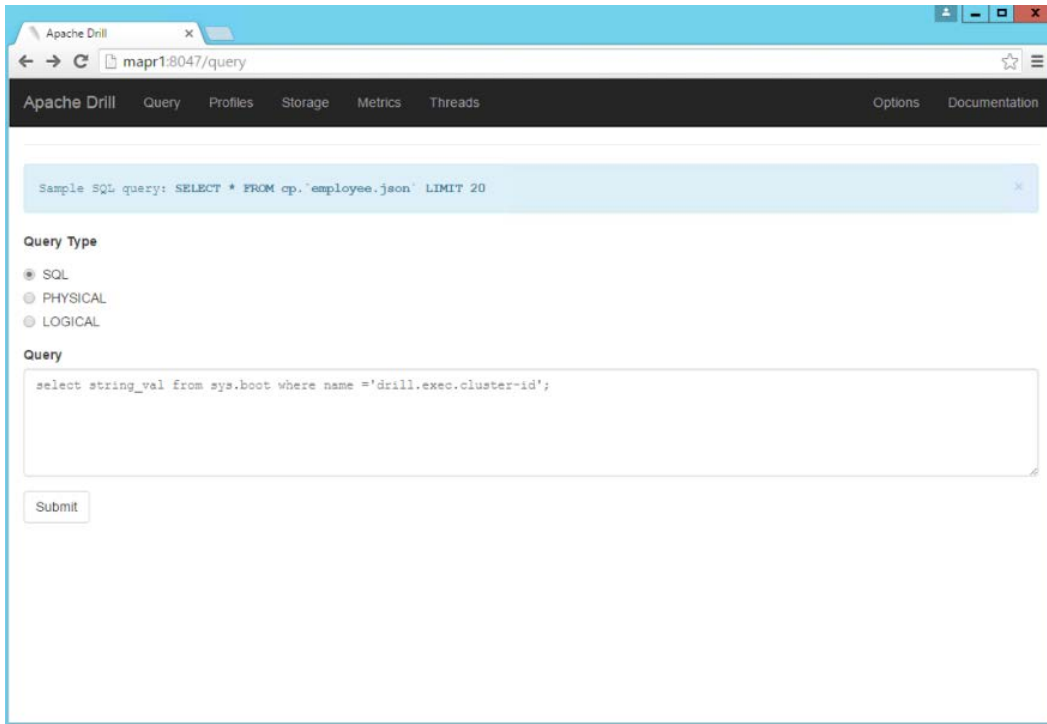 Apache Drill
mapr1:8047/query
Apache Drill Query Profiles Storage Metrics Threads Options Documentation
Sample SQL query: SELECT * FROM cp.`employee.json` LIMIT 20 ×
Query Type
SQL
PHYSICAL
LOGICAL
Query
select string_val from sys.boot where name ='drill.exec.cluster-id';
Submit